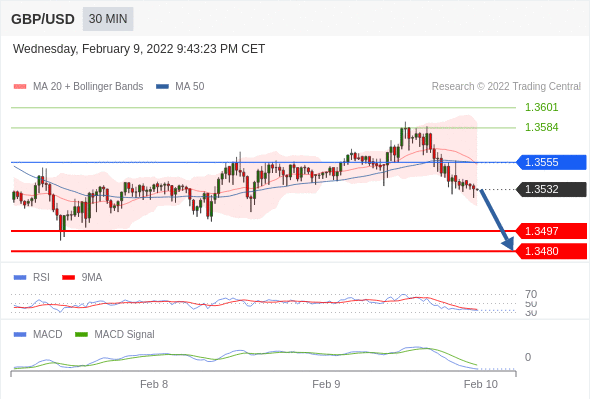 GBP/USD 30 MIN
Wednesday, February 9, 2022 9:43:23 PM CET
MA 20 + Bollinger Bands MA 50 Research © 2022 Trading Central
1.3601
1.3584
1.3555
1.3532
1.3497
1.3480
RSI 9MA
70
50
30
MACD MACD Signal
0
Feb 8 Feb 9 Feb 10